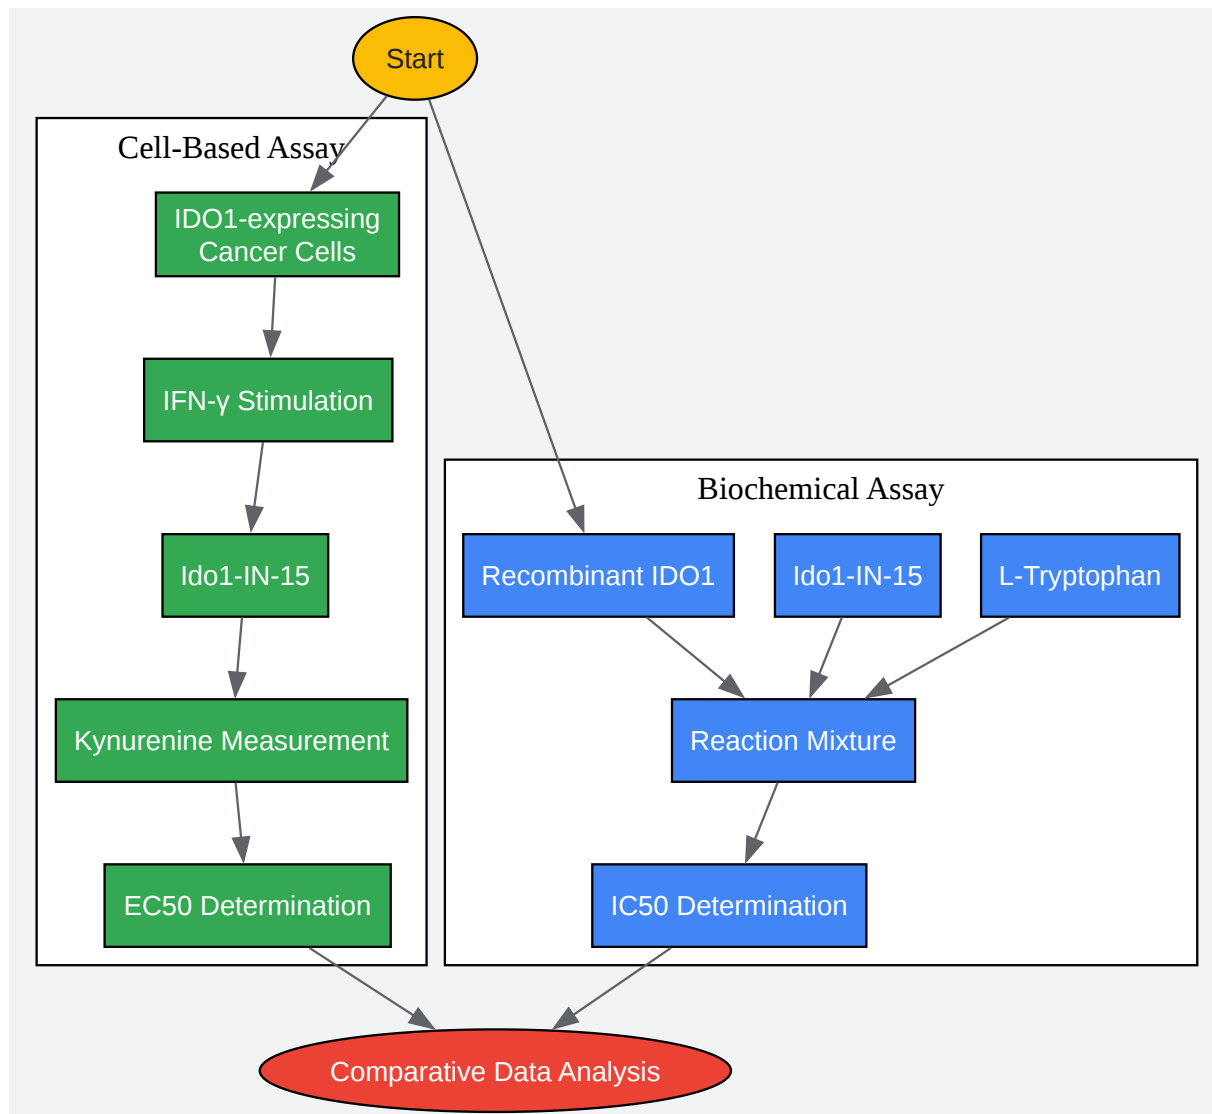 Start
Cell-Based Assay
IDO1-expressing
Cancer Cells
IFN-γ Stimulation
Ido1-IN-15
Kynurenine Measurement
EC50 Determination
Biochemical Assay
Recombinant IDO1
Ido1-IN-15
L-Tryptophan
Reaction Mixture
IC50 Determination
Comparative Data Analysis